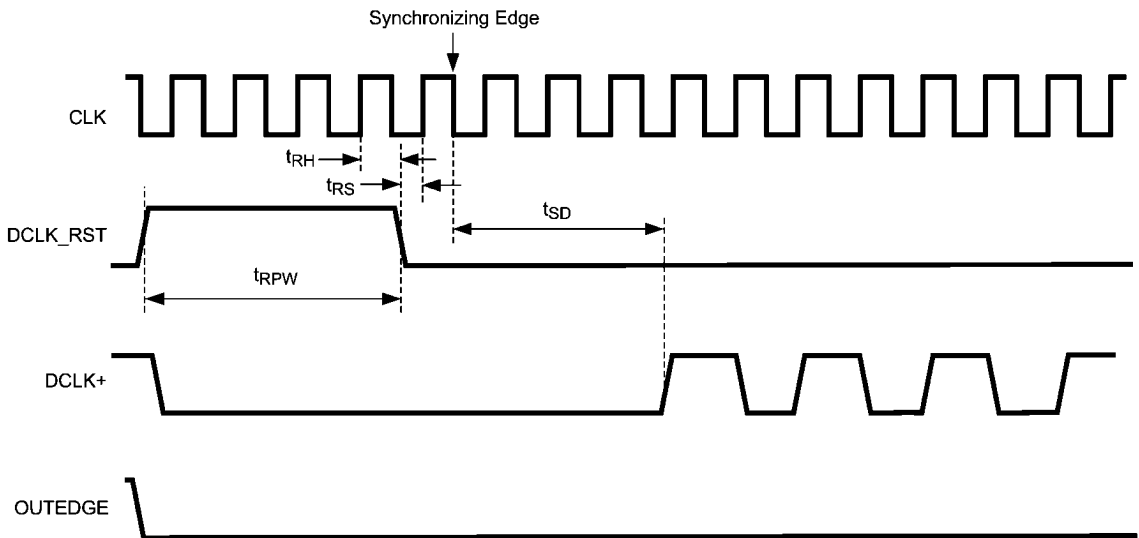 Synchronizing Edge
CLK
tRH
tRS
tSD
DCLK_RST
tRPW
DCLK+
OUTEDGE